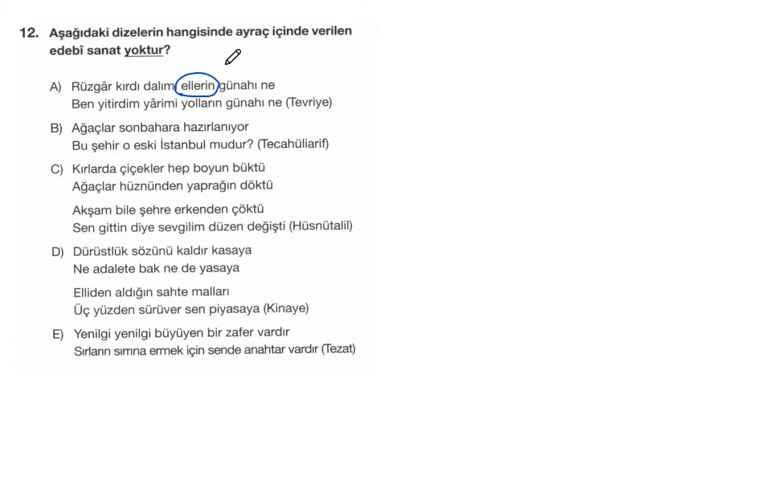 12. Aşağıdaki dizelerin hangisinde ayraç içinde verilen
edebî sanat yoktur?
A) Rüzgâr kırdı dalım ellerin günahı ne
Ben yitirdim yârimi yolların günahı ne (Tevriye)
B) Ağaçlar sonbahara hazırlanıyor
Bu şehir o eski İstanbul mudur? (Tecahüliarif)
C) Kırlarda çiçekler hep boyun büktü
Ağaçlar hüznünden yaprağın döktü
Akşam bile şehre erkenden çöktü
Sen gittin diye sevgilim düzen değişti (Hüsnütalil)
D) Dürüstlük sözünü kaldır kasaya
Ne adalete bak ne de yasaya
Elliden aldığın sahte malları
Üç yüzden sürüver sen piyasaya (Kinaye)
E) Yenilgi yenilgi büyüyen bir zafer vardır
Sırların sırrına ermek için sende anahtar vardır (Tezat)